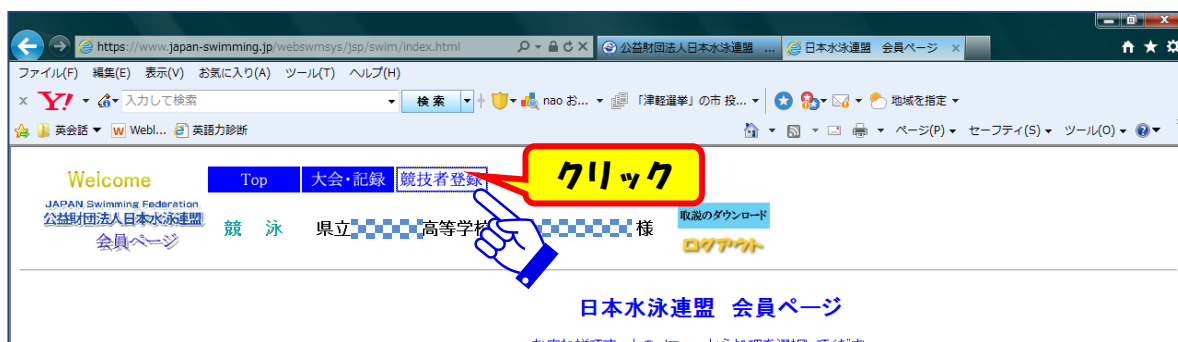 https://www.japan-swimming.jp/webswmsys/jsp/swim/index.html
公益財団法人日本水泳連盟 ...
日本水泳連盟 会員ページ
ファイル(F) 編集(E) 表示(V) お気に入り(A) ツール(T) ヘルプ(H)
Y! 入力して検索 検索 nao お... 「津軽選挙」の市 投... 地域を指定
英会話 Webl... 英語力診断 ページ(P) セーフティ(S) ツール(O)
Welcome Top 大会・記録 競技者登録 クリック
JAPAN Swimming Federation
公益財団法人日本水泳連盟
会員ページ
競 泳 県立 高等学校 様
取説のダウンロード
ログアウト
日本水泳連盟 会員ページ